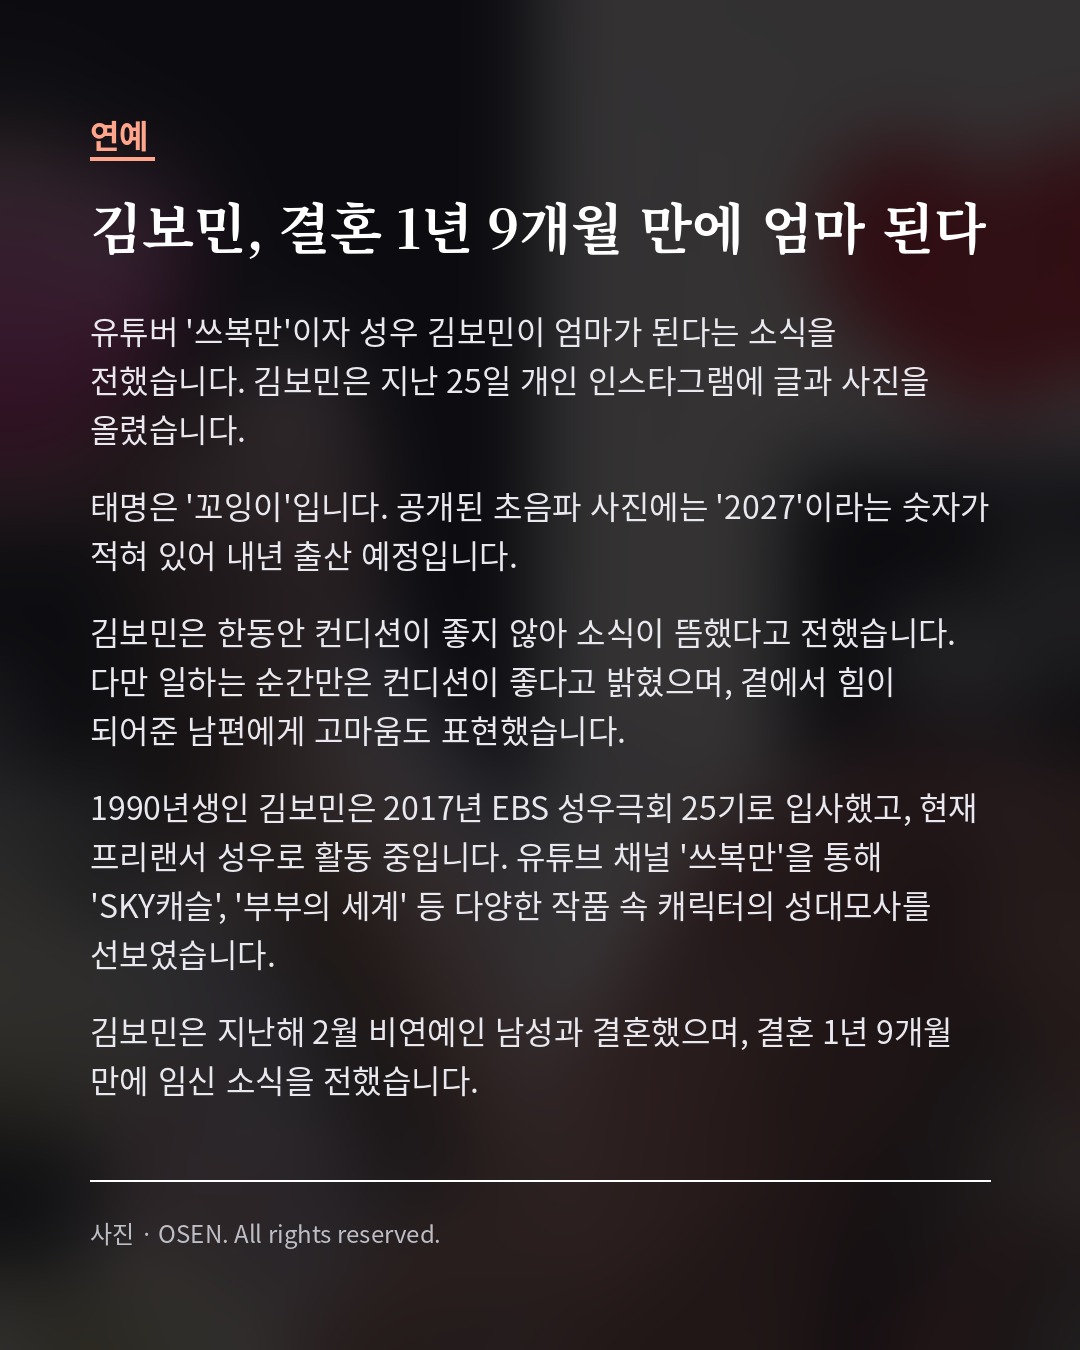 연예
김보민, 결혼 1년 9개월 만에 엄마 된다
유튜버 '쓰복만'이자 성우 김보민이 엄마가 된다는 소식을
전했습니다. 김보민은 지난 25일 개인 인스타그램에 글과 사진을
올렸습니다.
태명은 '꼬잉이'입니다. 공개된 초음파 사진에는 '2027'이라는 숫자가
적혀 있어 내년 출산 예정입니다.
김보민은 한동안 컨디션이 좋지 않아 소식이 뜸했다고 전했습니다.
다만 일하는 순간만은 컨디션이 좋다고 밝혔으며, 곁에서 힘이
되어준 남편에게 고마움도 표현했습니다.
1990년생인 김보민은 2017년 EBS 성우극회 25기로 입사했고, 현재
프리랜서 성우로 활동 중입니다. 유튜브 채널 '쓰복만'을 통해
'SKY캐슬', '부부의 세계' 등 다양한 작품 속 캐릭터의 성대모사를
선보였습니다.
김보민은 지난해 2월 비연예인 남성과 결혼했으며, 결혼 1년 9개월
만에 임신 소식을 전했습니다.
사진 · OSEN. All rights reserved.